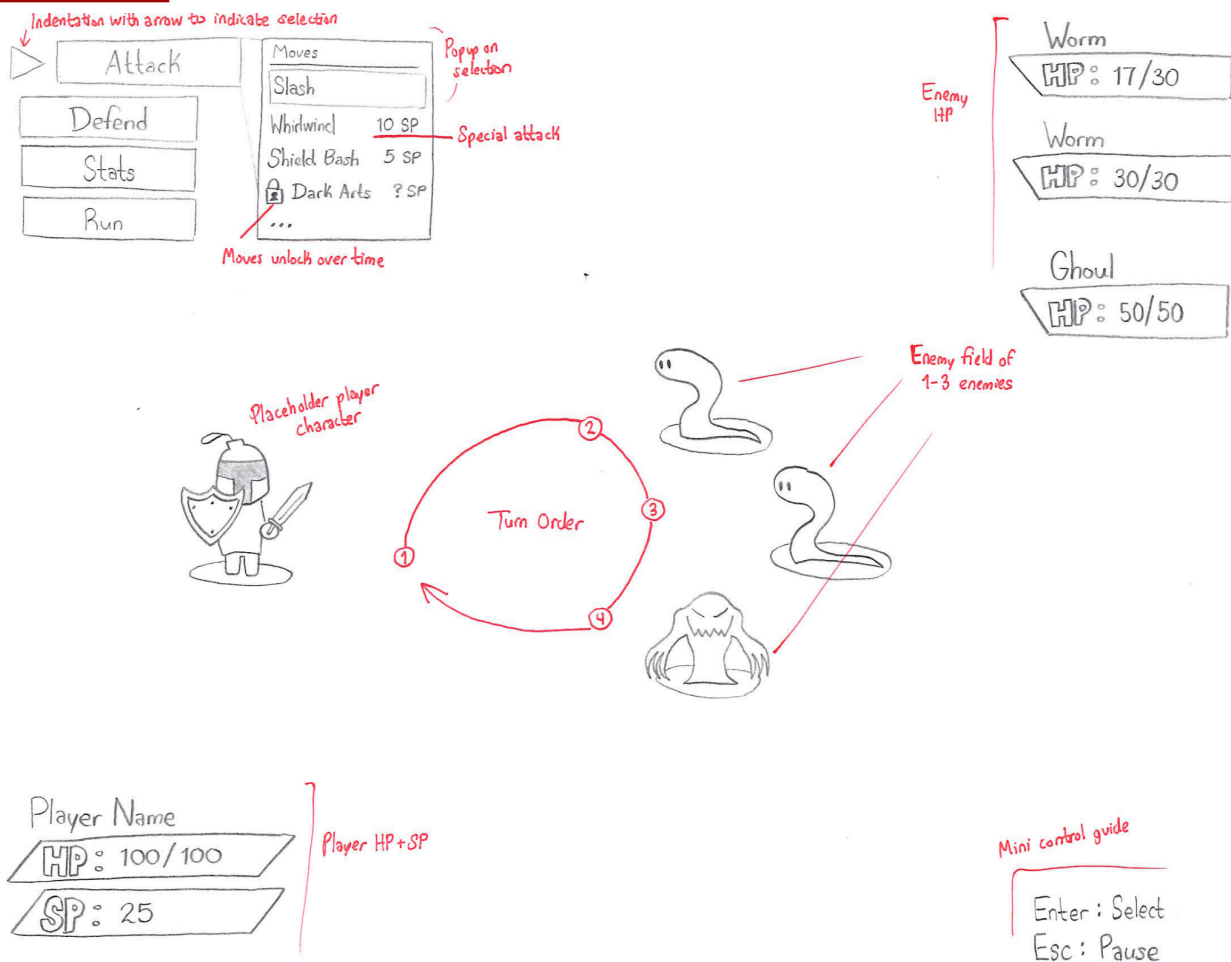 Indentation with arrow to indicate selection
Attack
Defend
Stats
Run
Moves
Slash
Whirlwind 10 SP
Shield Bash 5 SP
Dark Arts ? SP
...
Popup on
selection
Special attack
Moves unlock over time
Enemy
HP
Worm
HP: 17/30
Worm
HP: 30/30
Ghoul
HP: 50/50
Enemy field of
1-3 enemies
Placeholder player
character
Turn Order
1
2
3
4
Player Name
HP: 100/100
SP: 25
Player HP+SP
Mini control guide
Enter: Select
Esc: Pause